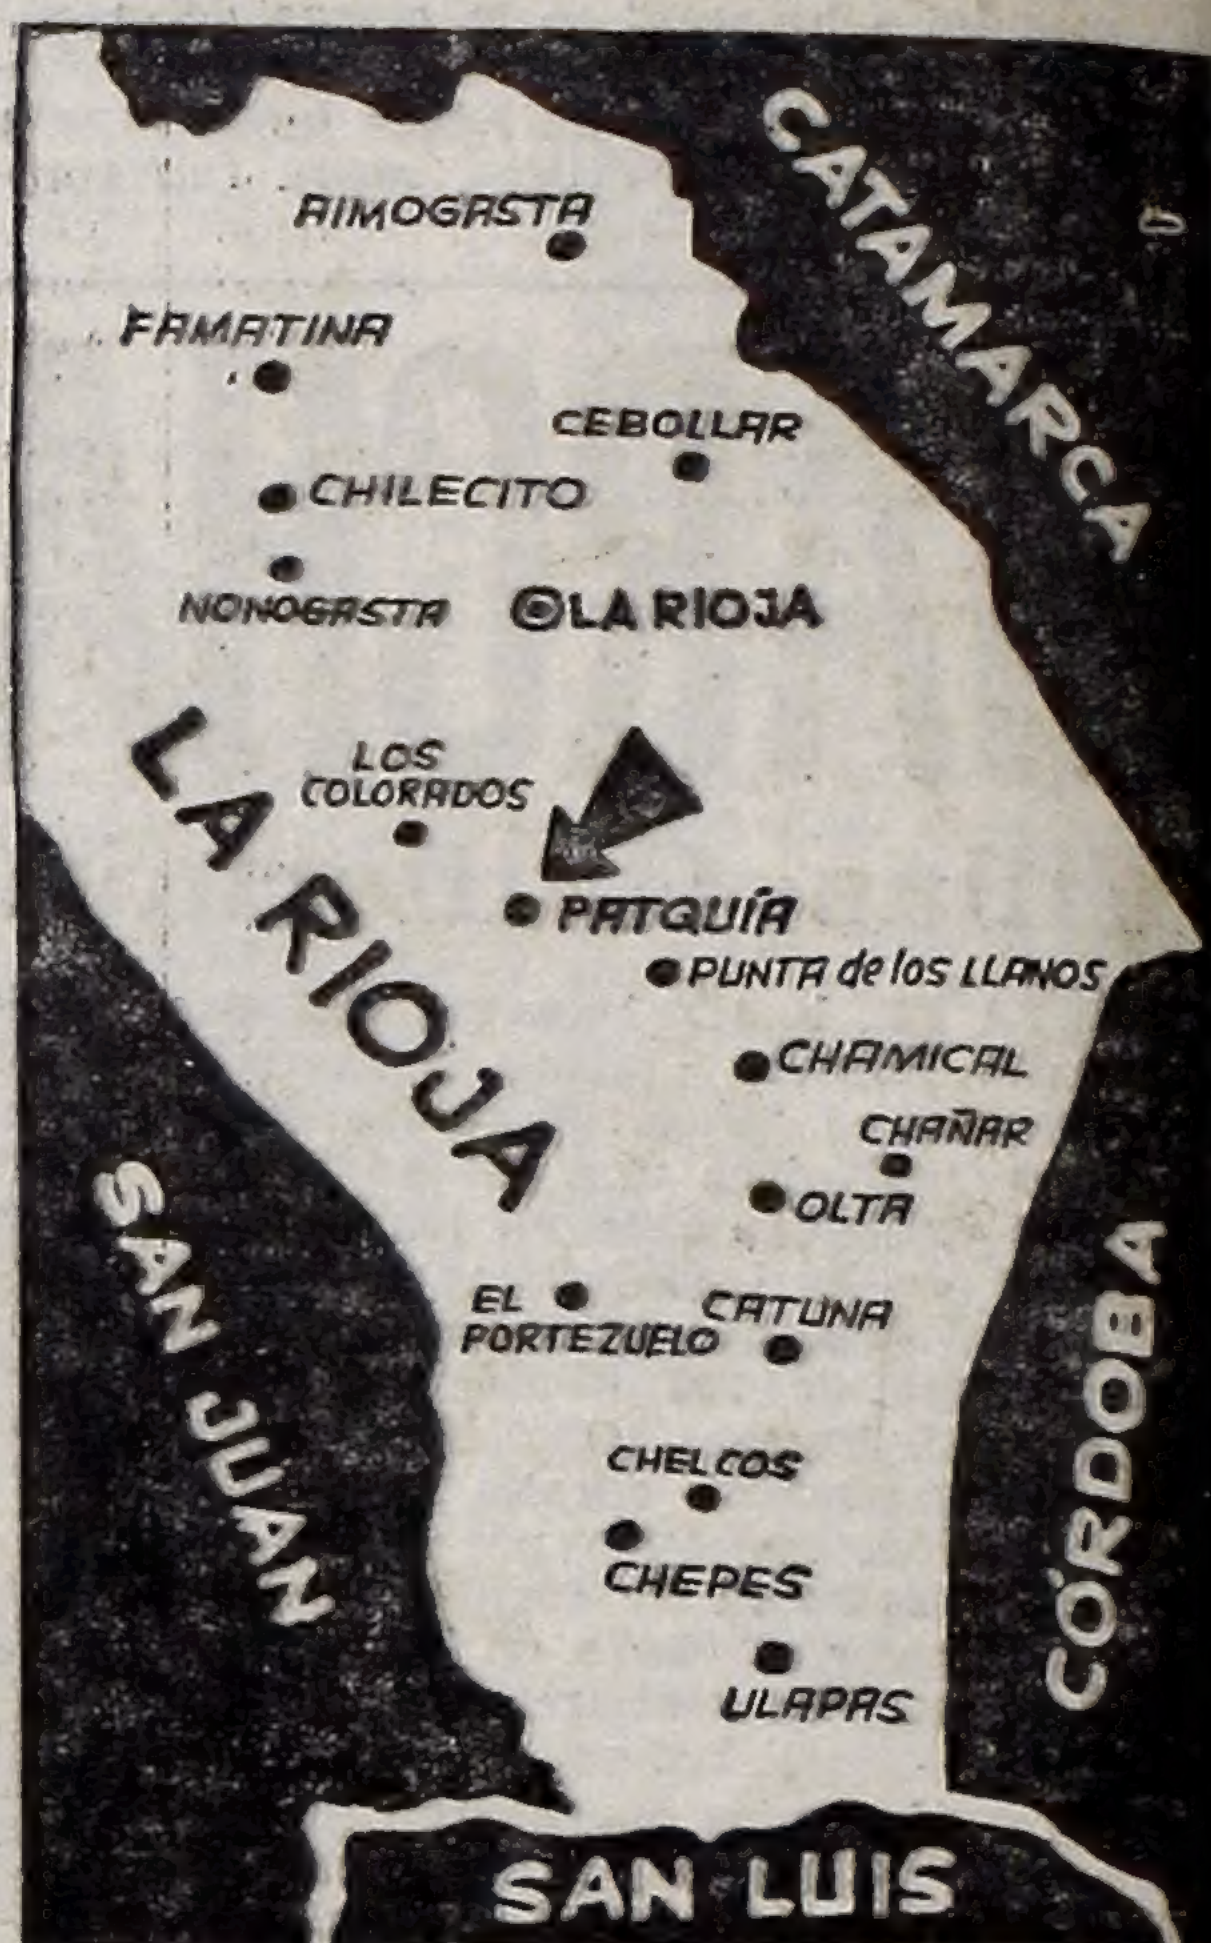 CATAMARCA
AIMOGASTA
FAMATINA
CEBOLLAR
CHILECITO
NONOGASTA
LA RIOJA
LOS
COLORADOS
LA RIOJA
PATQUÍA
PUNTA de los LLANOS
CHAMICAL
CHAÑAR
OLTA
SAN JUAN
CÓRDOBA
EL
PORTEZUELO
CATUNA
CHELCOS
CHEPES
ULAPAS
SAN LUIS